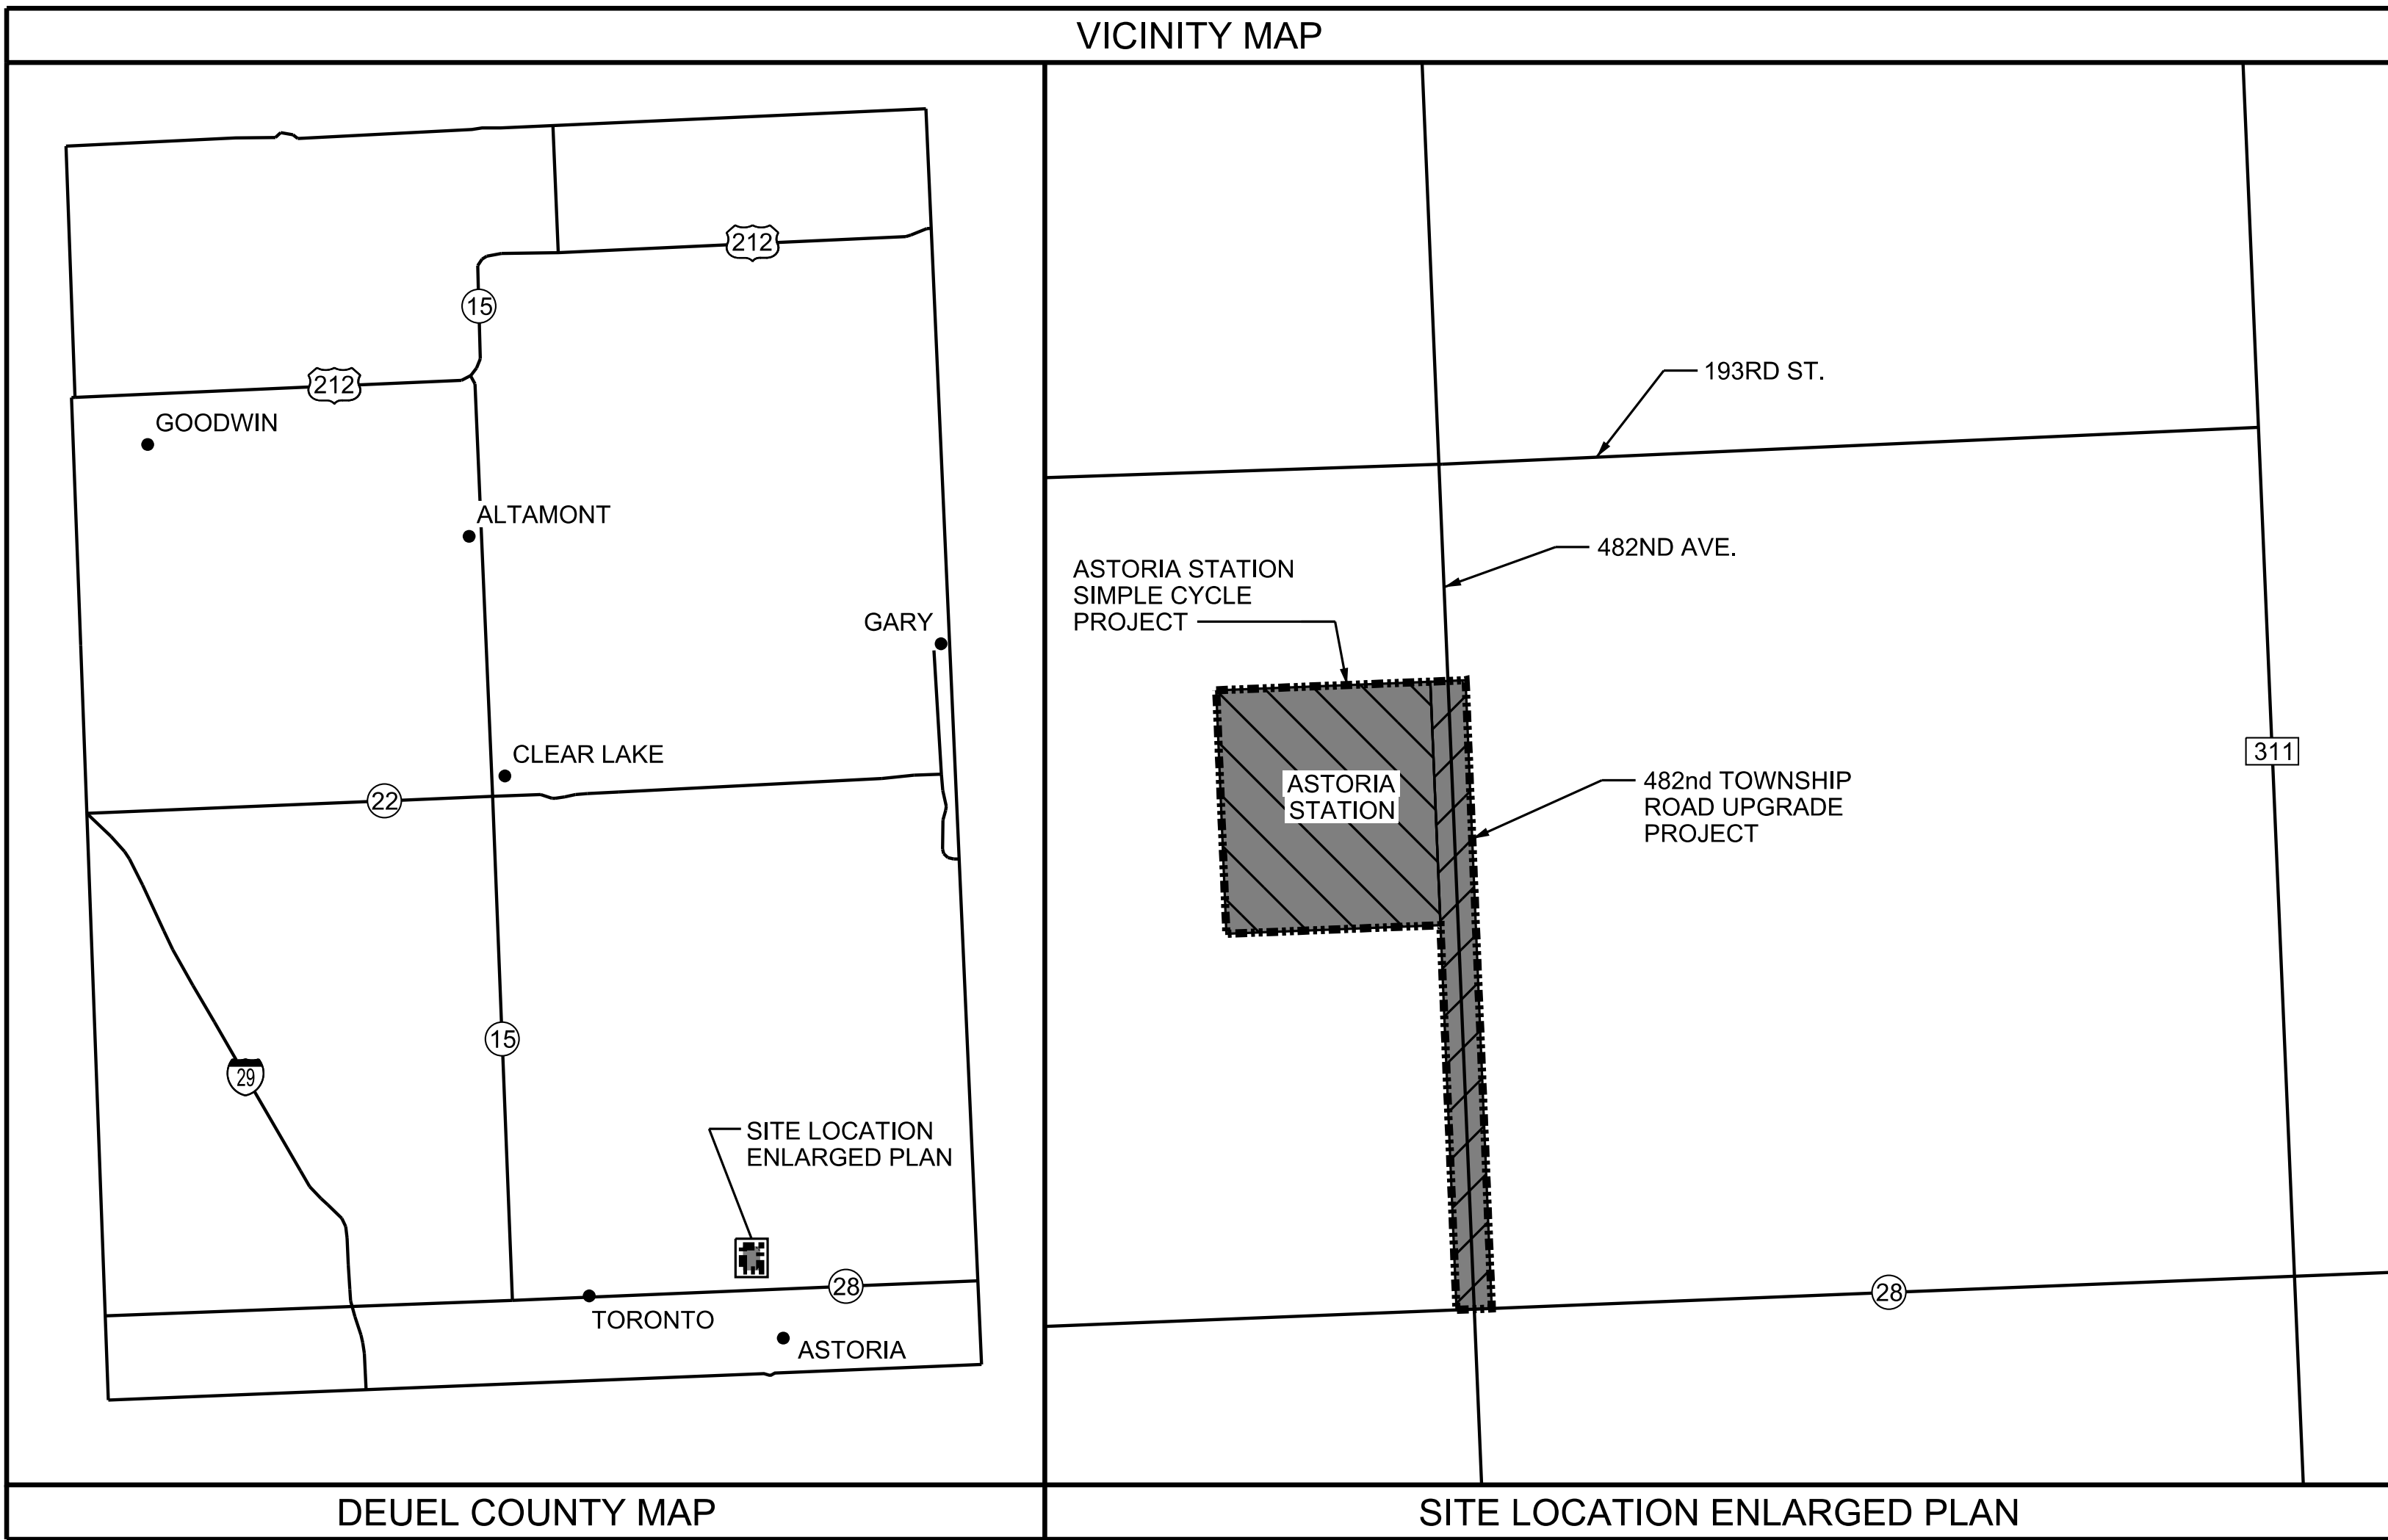 VICINITY MAP
212
15
212
GOODWIN
ALTAMONT
GARY
CLEAR LAKE
22
15
29
SITE LOCATION
ENLARGED PLAN
28
TORONTO
ASTORIA
DEUEL COUNTY MAP
193RD ST.
482ND AVE.
ASTORIA STATION
SIMPLE CYCLE
PROJECT
311
ASTORIA
STATION
482nd TOWNSHIP
ROAD UPGRADE
PROJECT
28
SITE LOCATION ENLARGED PLAN